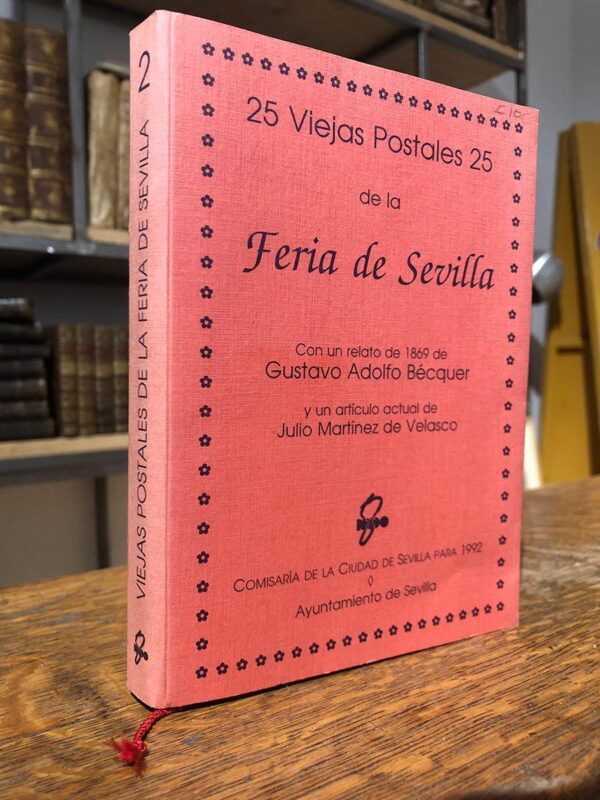 25 Viejas Postales 25
de la
Feria de Sevilla
Con un relato de 1869 de
Gustavo Adolfo Bécquer
y un artículo actual de
Julio Martínez de Velasco
COMISARÍA DE LA CIUDAD DE SEVILLA PARA 1992
Ayuntamiento de Sevilla
VIEJAS POSTALES DE LA FERIA DE SEVILLA 2